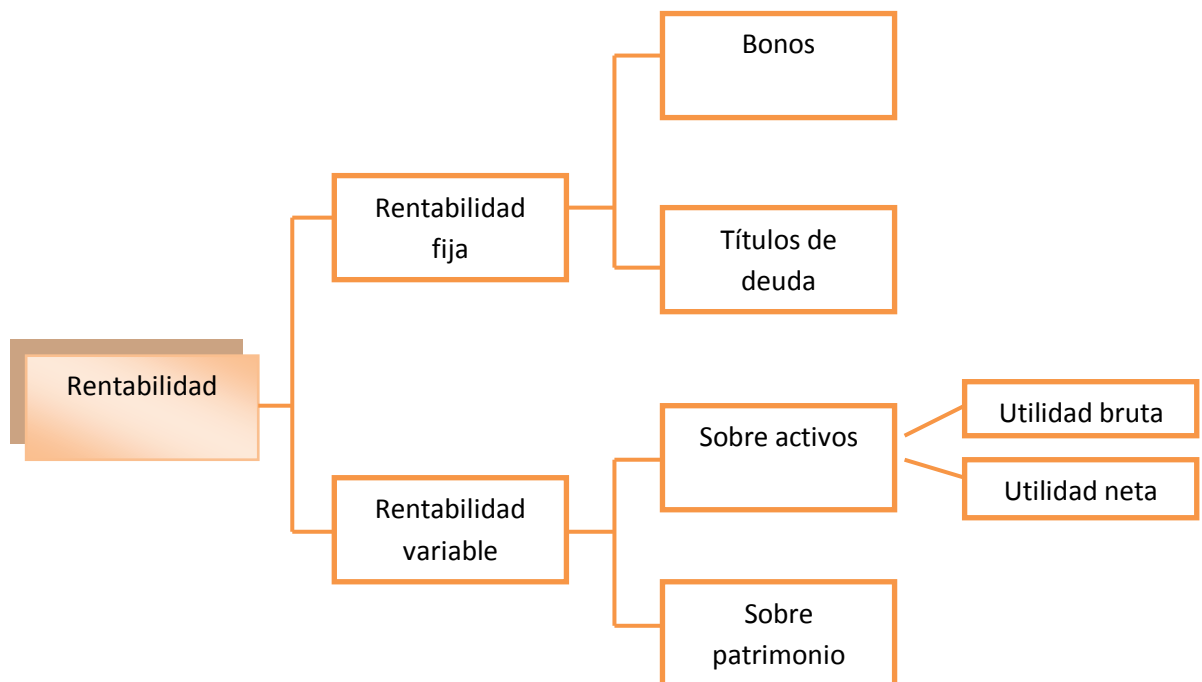 Bonos
Rentabilidad
fija
Títulos de
deuda
Rentabilidad
Sobre activos
Utilidad bruta
Utilidad neta
Rentabilidad
variable
Sobre
patrimonio